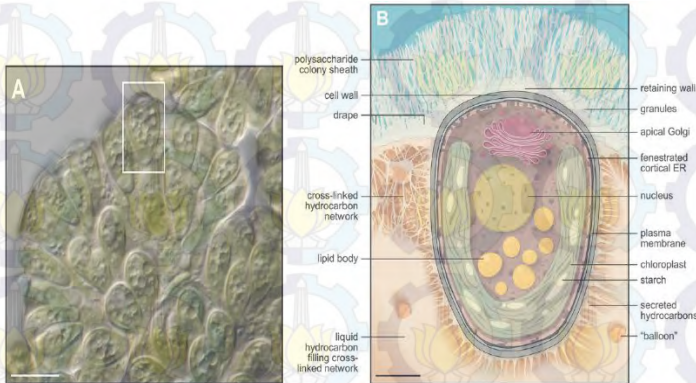 A
B
polysaccharide
colony sheath
cell wall
drape
cross-linked
hydrocarbon
network
lipid body
liquid
hydrocarbon
filling cross-
linked network
retaining wall
granules
apical Golgi
fenestrated
cortical ER
nucleus
plasma
membrane
chloroplast
starch
secreted
hydrocarbons
"balloon"